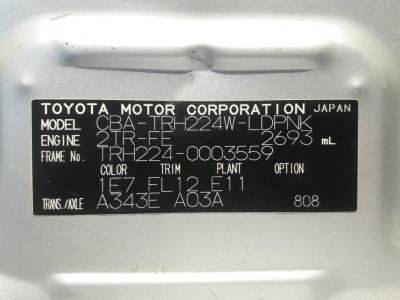 TOYOTA MOTOR CORPORATION JAPAN
MODEL CBA-TRH224W-LDPNK
ENGINE 2TR-FE 2693 mL
FRAME No. TRH224-0003559
COLOR TRIM PLANT OPTION
1E7 FL12 E11
TRANS./AXLE A343E A03A 808